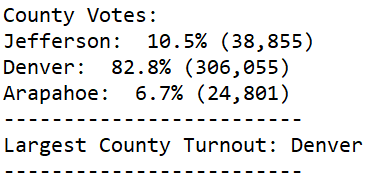 County Votes:
Jefferson:  10.5% (38,855)
Denver:  82.8% (306,055)
Arapahoe:  6.7% (24,801)
-------------------------
Largest County Turnout: Denver
-------------------------